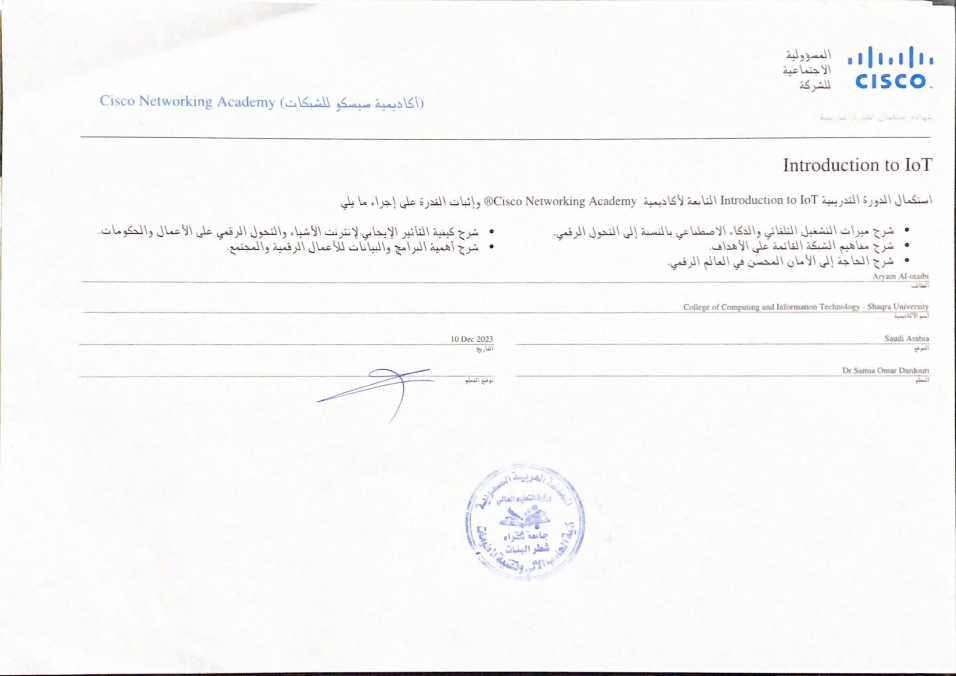 المسؤولية
الاجتماعية
للشركة
CISCO
Cisco Networking Academy (أكاديمية سيسكو للشبكات)
شهادة استكمال الدورة التدريبية
Introduction to IoT
استكمال الدورة التدريبية Introduction to IoT التابعة لأكاديمية Cisco Networking Academy® وإثبات القدرة على إجراء ما يلي
• شرح ميزات التشغيل التلقائي والذكاء الاصطناعي بالنسبة إلى التحول الرقمي.
• شرح مفاهيم الشبكة القائمة على الأهداف.
• شرح الحاجة إلى الأمان المحسن في العالم الرقمي.
• شرح كيفية التأثير الإيجابي لإنترنت الأشياء والتحول الرقمي على الأعمال والحكومات.
• شرح أهمية البرامج والبيانات للأعمال الرقمية والمجتمع.
Aryam Al-otaibi
الطالب
College of Computing and Information Technology - Shaqra University
اسم الأكاديمية
Saudi Arabia
الموقع
10 Dec 2023
التاريخ
Dr.Samia Omar Dardouri
المعلم
توقيع المعلم
المملكة العربية السعودية
وزارة التعليم العالي
جامعة شقراء
شطر البنات
كلية الحاسب الآلي وتقنية المعلومات